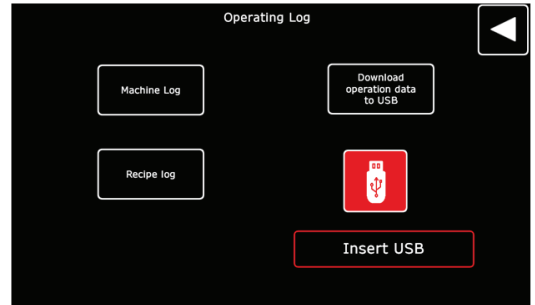 Operating Log
Machine Log
Download
operation data
to USB
Recipe log
Insert USB